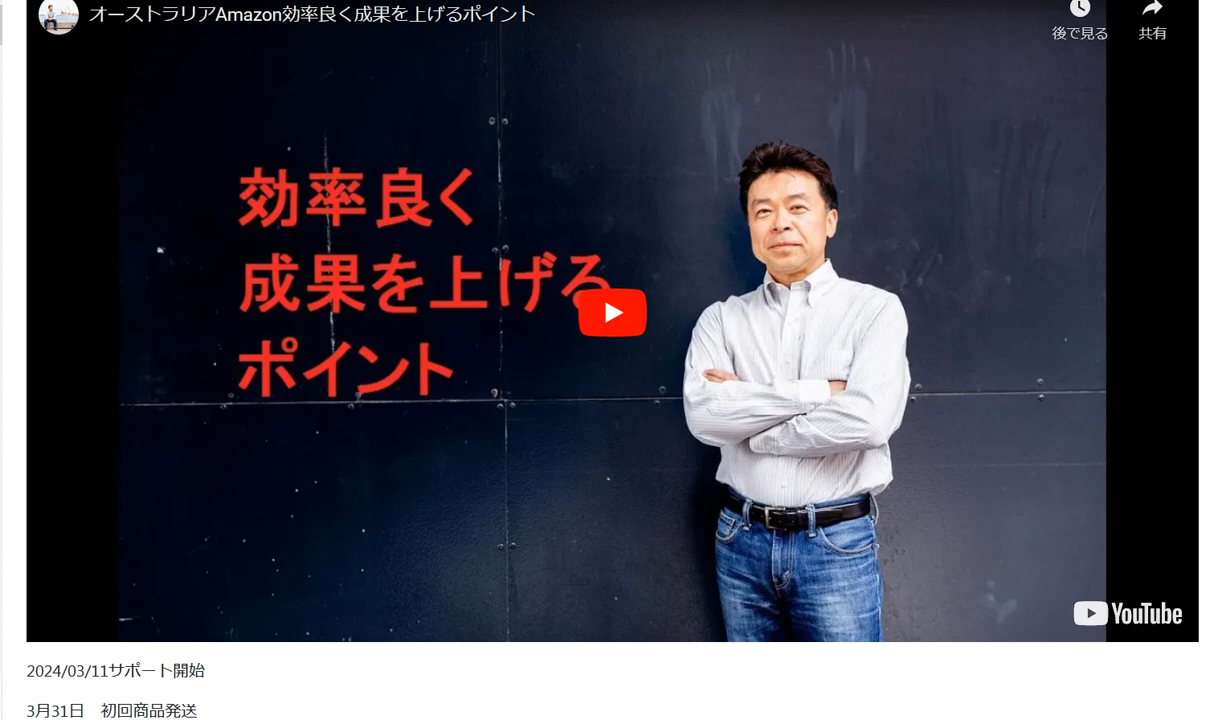 オーストラリアAmazon効率良く成果を上げるポイント
後で見る
共有
効率良く
成果を上げる
ポイント
YouTube
2024/03/11サポート開始
3月31日　初回商品発送